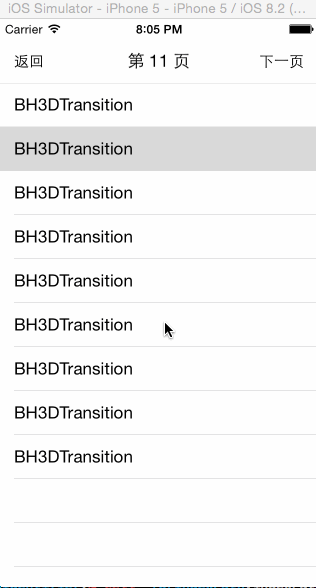 iOS Simulator - iPhone 5 - iPhone 5 / iOS 8.2 (...
Carrier 8:05 PM
返回 第 11 页 下一页
BH3DTransition
BH3DTransition
BH3DTransition
BH3DTransition
BH3DTransition
BH3DTransition
BH3DTransition
BH3DTransition
BH3DTransition